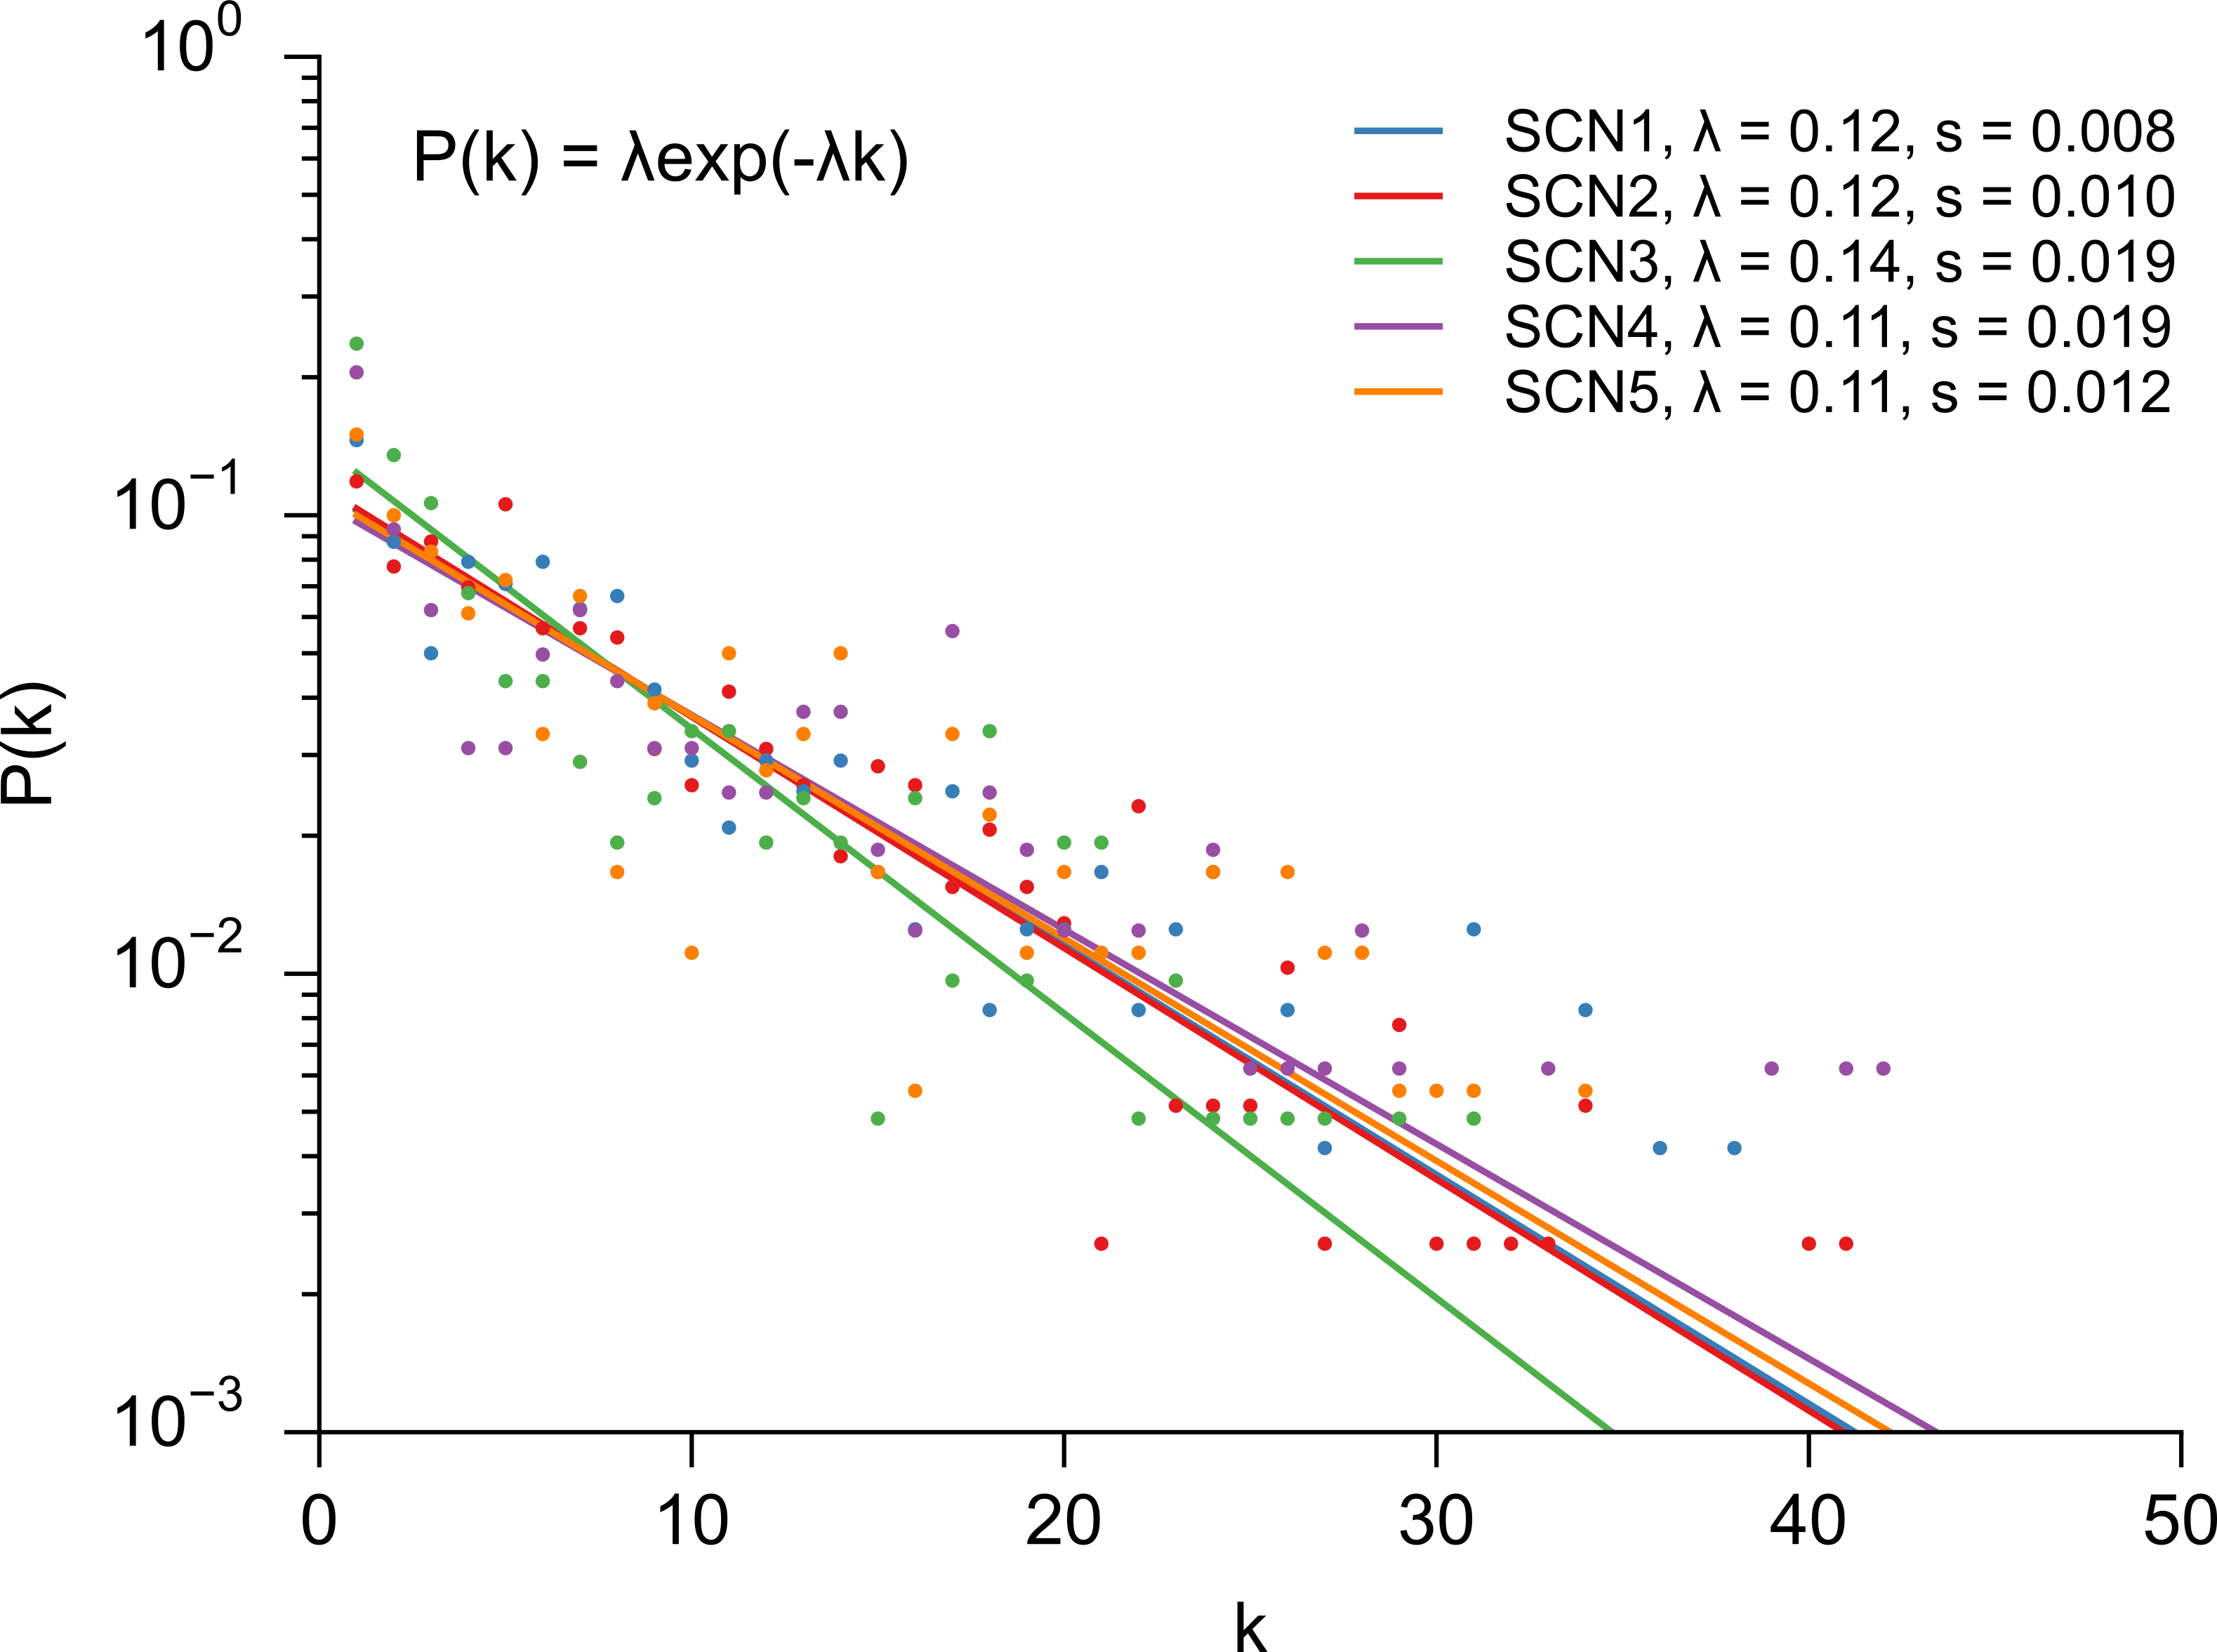 10⁰
P(k) = λexp(-λk)
SCN1, λ = 0.12, s = 0.008
SCN2, λ = 0.12, s = 0.010
SCN3, λ = 0.14, s = 0.019
SCN4, λ = 0.11, s = 0.019
SCN5, λ = 0.11, s = 0.012
10⁻¹
P(k)
10⁻²
10⁻³
0 10 20 30 40 50
k